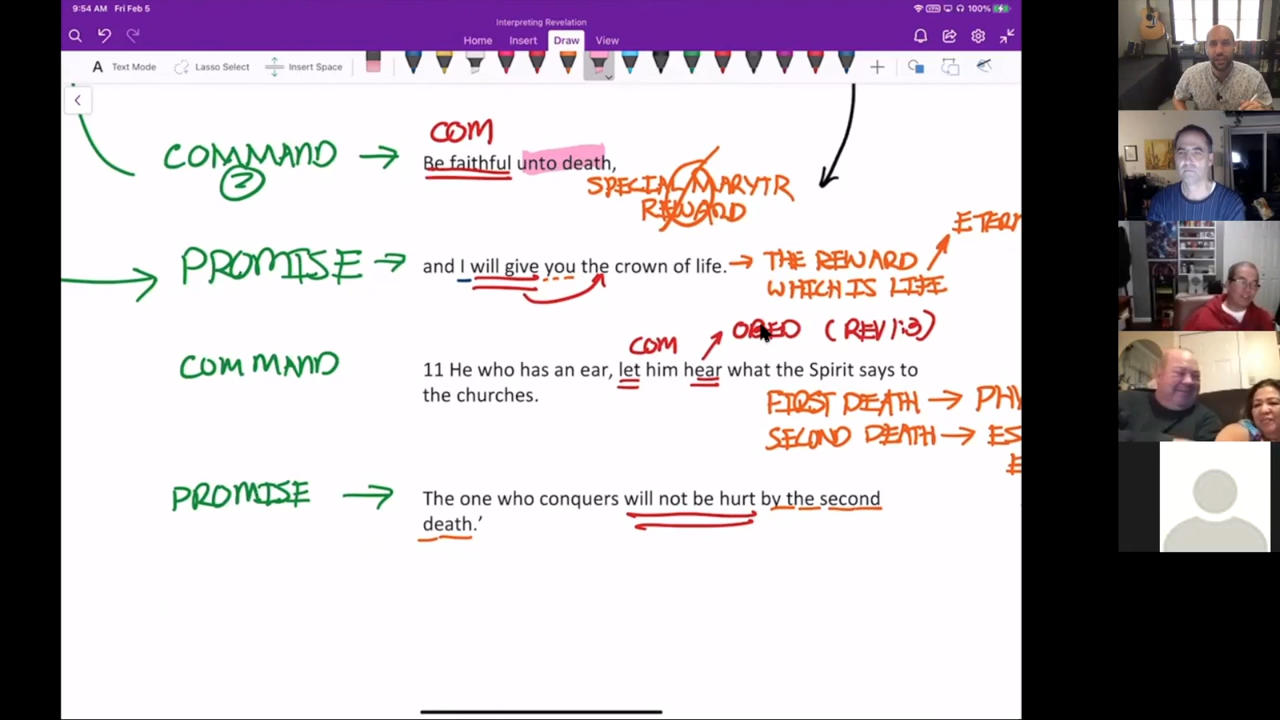 9:54 AM Fri Feb 5
VPN 100%
Interpreting Revelation
Home Insert Draw View
A Text Mode Lasso Select Insert Space
COM
COMMAND → Be faithful unto death,
2
SPECIAL MARYTR
REWARD
ETER
PROMISE → and I will give you the crown of life. → THE REWARD
WHICH IS LIFE
COM
(REV 1:3)
COMMAND 11 He who has an ear, let him hear what the Spirit says to
the churches.
FIRST DEATH → PHY
SECOND DEATH → ES
E
PROMISE → The one who conquers will not be hurt by the second
death.’